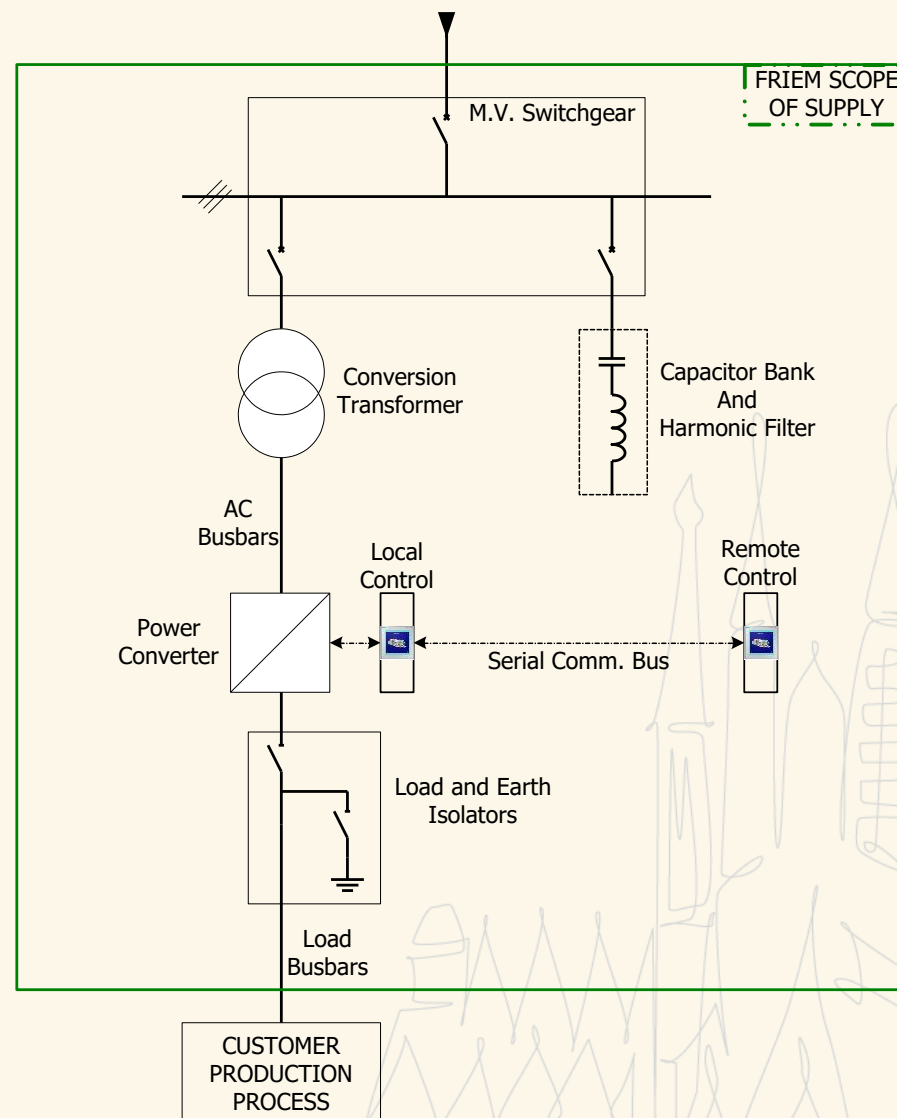 FRIEM SCOPE
OF SUPPLY
M.V. Switchgear
Conversion
Transformer
Capacitor Bank
And
Harmonic Filter
AC
Busbars
Local
Control
Remote
Control
Power
Converter
Serial Comm. Bus
Load and Earth
Isolators
Load
Busbars
CUSTOMER
PRODUCTION
PROCESS